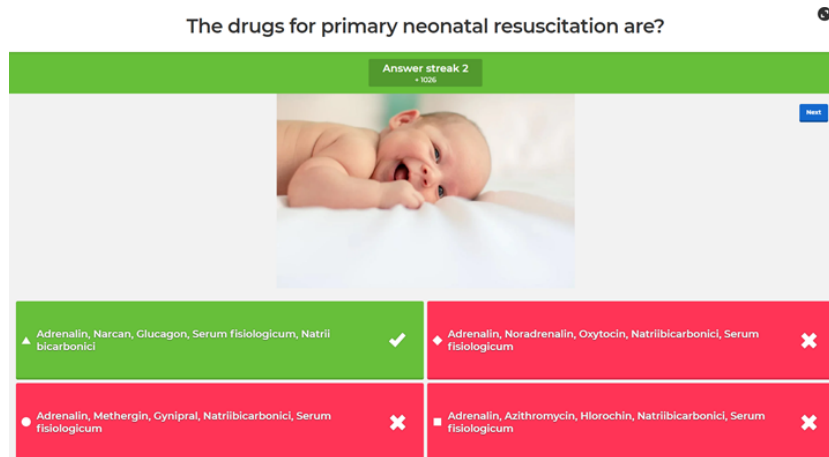 The drugs for primary neonatal resuscitation are?
Answer streak 2
+ 1026
Next
Adrenalin, Narcan, Glucagon, Serum fisiologicum, Natrii
bicarbonici
Adrenalin, Noradrenalin, Oxytocin, Natriibicarbonici, Serum
fisiologicum
Adrenalin, Methergin, Gynipral, Natriibicarbonici, Serum
fisiologicum
Adrenalin, Azithromycin, Hlorochin, Natriibicarbonici, Serum
fisiologicum